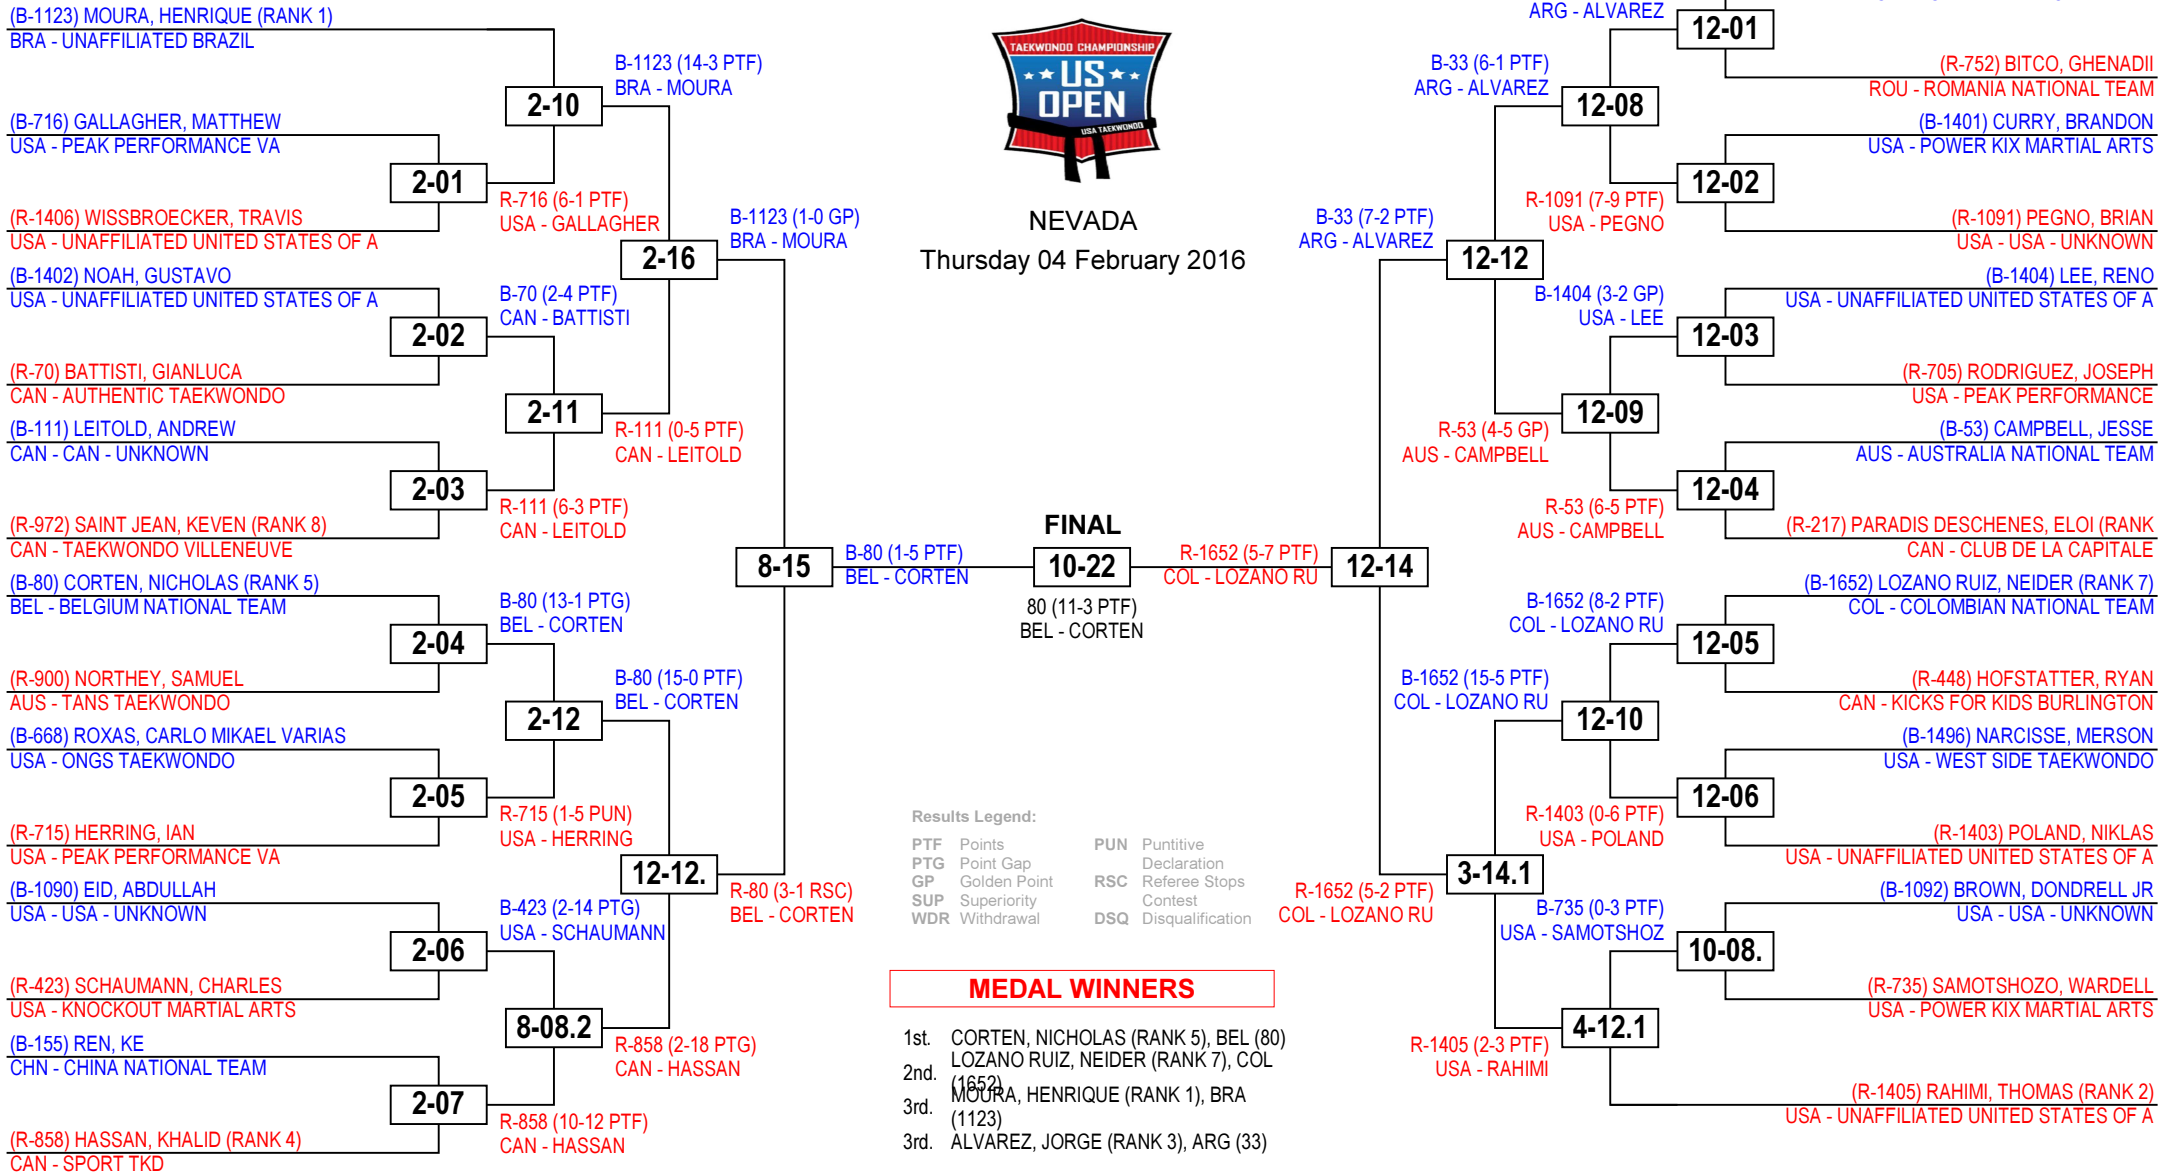 (B-1123) MOURA, HENRIQUE (RANK 1)
BRA - UNAFFILIATED BRAZIL
B-1123 (14-3 PTF)
BRA - MOURA
2-10
(B-716) GALLAGHER, MATTHEW
USA - PEAK PERFORMANCE VA
2-01
R-716 (6-1 PTF)
USA - GALLAGHER
(R-1406) WISSBROECKER, TRAVIS
USA - UNAFFILIATED UNITED STATES OF A
B-1123 (1-0 GP)
BRA - MOURA
2-16
(B-1402) NOAH, GUSTAVO
USA - UNAFFILIATED UNITED STATES OF A
B-70 (2-4 PTF)
CAN - BATTISTI
2-02
(R-70) BATTISTI, GIANLUCA
CAN - AUTHENTIC TAEKWONDO
2-11
R-111 (0-5 PTF)
CAN - LEITOLD
(B-111) LEITOLD, ANDREW
CAN - CAN - UNKNOWN
2-03
R-111 (6-3 PTF)
CAN - LEITOLD
(R-972) SAINT JEAN, KEVEN (RANK 8)
CAN - TAEKWONDO VILLENEUVE
8-15
B-80 (1-5 PTF)
BEL - CORTEN
(B-80) CORTEN, NICHOLAS (RANK 5)
BEL - BELGIUM NATIONAL TEAM
B-80 (13-1 PTG)
BEL - CORTEN
2-04
(R-900) NORTHEY, SAMUEL
AUS - TANS TAEKWONDO
B-80 (15-0 PTF)
BEL - CORTEN
2-12
(B-668) ROXAS, CARLO MIKAEL VARIAS
USA - ONGS TAEKWONDO
2-05
R-715 (1-5 PUN)
USA - HERRING
(R-715) HERRING, IAN
USA - PEAK PERFORMANCE VA
12-12.
R-80 (3-1 RSC)
BEL - CORTEN
(B-1090) EID, ABDULLAH
USA - USA - UNKNOWN
B-423 (2-14 PTG)
USA - SCHAUMANN
2-06
(R-423) SCHAUMANN, CHARLES
USA - KNOCKOUT MARTIAL ARTS
8-08.2
R-858 (2-18 PTG)
CAN - HASSAN
(B-155) REN, KE
CHN - CHINA NATIONAL TEAM
2-07
R-858 (10-12 PTF)
CAN - HASSAN
(R-858) HASSAN, KHALID (RANK 4)
CAN - SPORT TKD
TAEKWONDO CHAMPIONSHIP
US
OPEN
USA TAEKWONDO
NEVADA
Thursday 04 February 2016
FINAL
10-22
80 (11-3 PTF)
BEL - CORTEN
Results Legend:
PTF Points
PTG Point Gap
GP Golden Point
SUP Superiority
WDR Withdrawal
PUN Puntitive
Declaration
RSC Referee Stops
Contest
DSQ Disqualification
MEDAL WINNERS
1st. CORTEN, NICHOLAS (RANK 5), BEL (80)
2nd. LOZANO RUIZ, NEIDER (RANK 7), COL
(1652)
3rd. MOURA, HENRIQUE (RANK 1), BRA
(1123)
3rd. ALVAREZ, JORGE (RANK 3), ARG (33)
ARG - ALVAREZ
12-01
(R-752) BITCO, GHENADII
ROU - ROMANIA NATIONAL TEAM
B-33 (6-1 PTF)
ARG - ALVAREZ
12-08
(B-1401) CURRY, BRANDON
USA - POWER KIX MARTIAL ARTS
12-02
R-1091 (7-9 PTF)
USA - PEGNO
(R-1091) PEGNO, BRIAN
USA - USA - UNKNOWN
B-33 (7-2 PTF)
ARG - ALVAREZ
12-12
(B-1404) LEE, RENO
USA - UNAFFILIATED UNITED STATES OF A
B-1404 (3-2 GP)
USA - LEE
12-03
(R-705) RODRIGUEZ, JOSEPH
USA - PEAK PERFORMANCE
12-09
R-53 (4-5 GP)
AUS - CAMPBELL
(B-53) CAMPBELL, JESSE
AUS - AUSTRALIA NATIONAL TEAM
12-04
R-53 (6-5 PTF)
AUS - CAMPBELL
(R-217) PARADIS DESCHENES, ELOI (RANK
CAN - CLUB DE LA CAPITALE
R-1652 (5-7 PTF)
COL - LOZANO RU
12-14
(B-1652) LOZANO RUIZ, NEIDER (RANK 7)
COL - COLOMBIAN NATIONAL TEAM
B-1652 (8-2 PTF)
COL - LOZANO RU
12-05
(R-448) HOFSTATTER, RYAN
CAN - KICKS FOR KIDS BURLINGTON
B-1652 (15-5 PTF)
COL - LOZANO RU
12-10
(B-1496) NARCISSE, MERSON
USA - WEST SIDE TAEKWONDO
12-06
R-1403 (0-6 PTF)
USA - POLAND
(R-1403) POLAND, NIKLAS
USA - UNAFFILIATED UNITED STATES OF A
3-14.1
R-1652 (5-2 PTF)
COL - LOZANO RU
(B-1092) BROWN, DONDRELL JR
USA - USA - UNKNOWN
B-735 (0-3 PTF)
USA - SAMOTSHOZ
10-08.
(R-735) SAMOTSHOZO, WARDELL
USA - POWER KIX MARTIAL ARTS
4-12.1
R-1405 (2-3 PTF)
USA - RAHIMI
(R-1405) RAHIMI, THOMAS (RANK 2)
USA - UNAFFILIATED UNITED STATES OF A